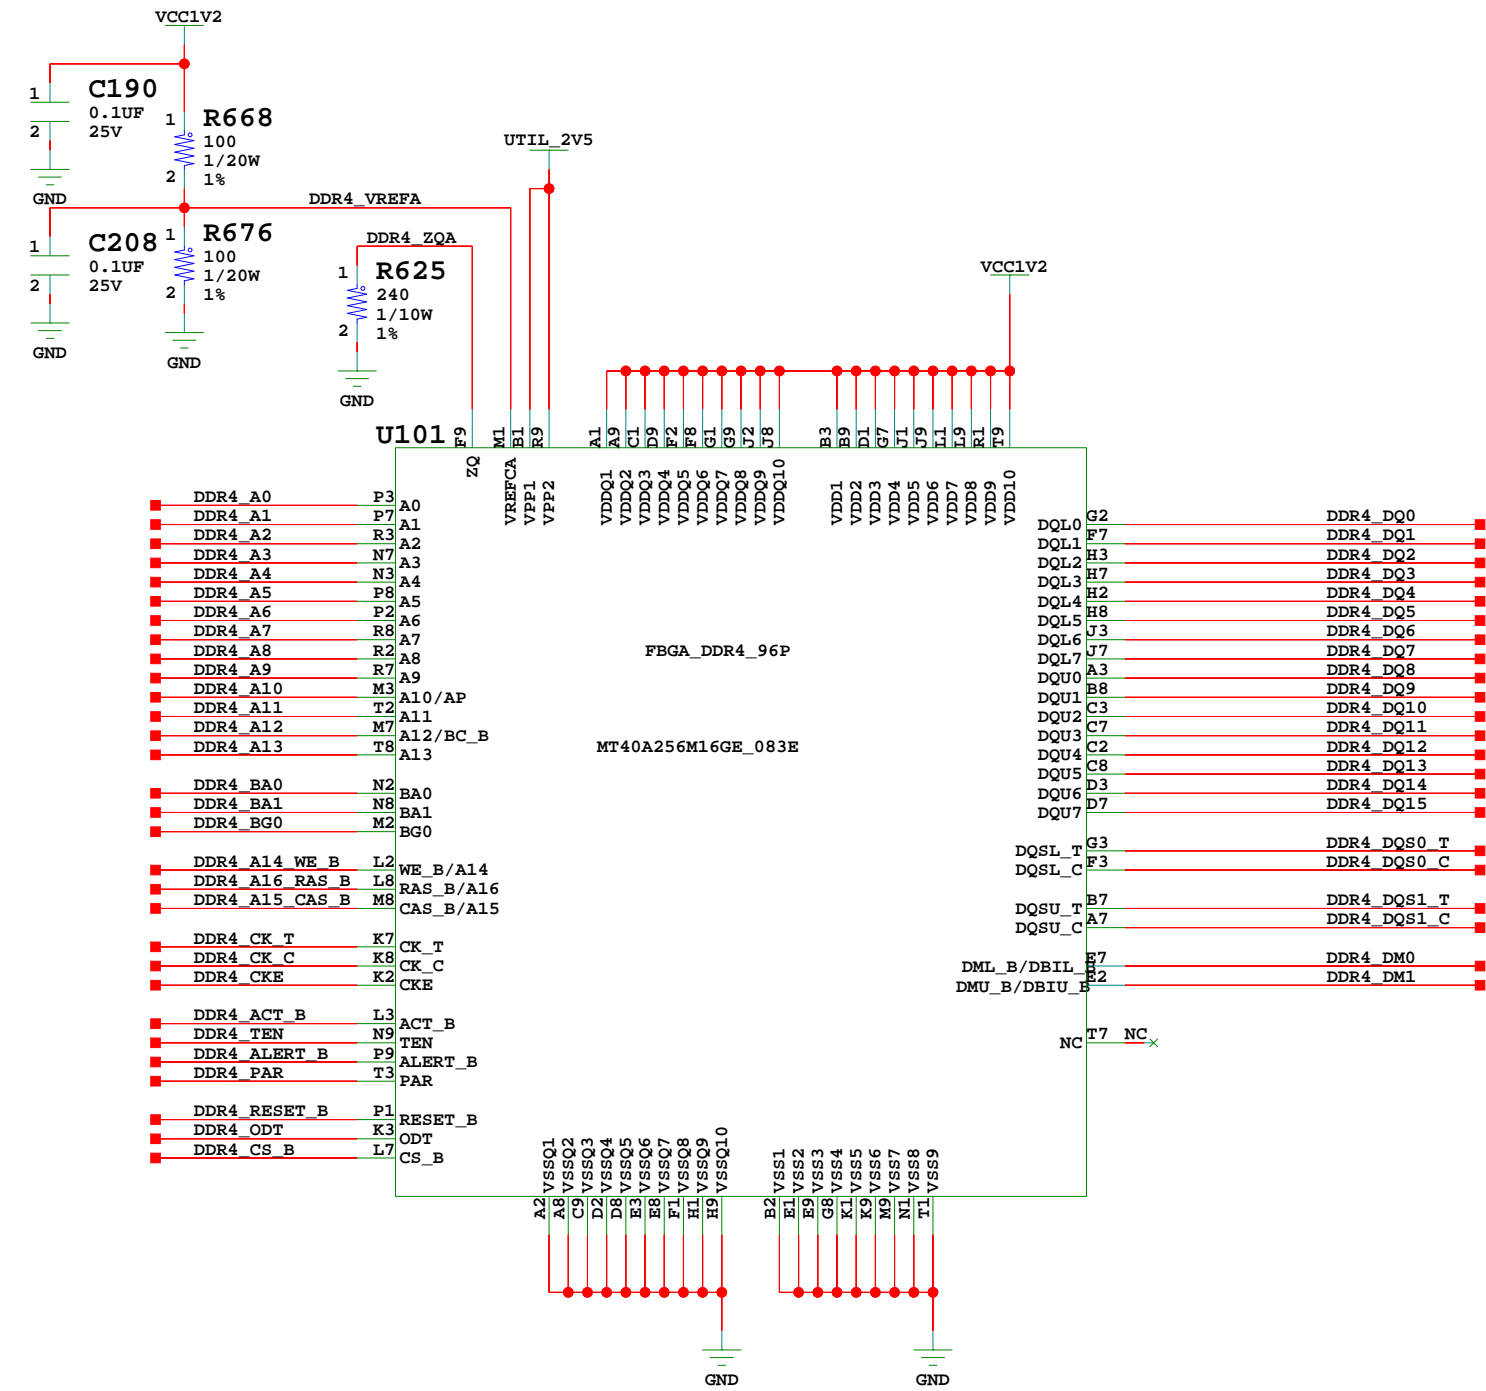 VCC1V2
1
C190
0.1UF
25V
2
GND
1
R668
100
1/20W
1%
2
DDR4_VREFA
1
C208
0.1UF
25V
2
GND
1
R676
100
1/20W
1%
2
GND
UTIL_2V5
DDR4_ZQA
1
R625
240
1/10W
1%
2
GND
VCC1V2
U101
F9 M1 B1 R9 A1 A9 C1 D9 F2 F8 G1 G9 J2 J8 B3 B9 D1 G7 J1 J9 L1 L9 R1 T9
ZQ VREFCA VPP1 VPP2 VDDQ1 VDDQ2 VDDQ3 VDDQ4 VDDQ5 VDDQ6 VDDQ7 VDDQ8 VDDQ9 VDDQ10 VDD1 VDD2 VDD3 VDD4 VDD5 VDD6 VDD7 VDD8 VDD9 VDD10
DDR4_A0 P3 A0
DDR4_A1 P7 A1
DDR4_A2 R3 A2
DDR4_A3 N7 A3
DDR4_A4 N3 A4
DDR4_A5 P8 A5
DDR4_A6 P2 A6
DDR4_A7 R8 A7
DDR4_A8 R2 A8
DDR4_A9 R7 A9
DDR4_A10 M3 A10/AP
DDR4_A11 T2 A11
DDR4_A12 M7 A12/BC_B
DDR4_A13 T8 A13
DDR4_BA0 N2 BA0
DDR4_BA1 N8 BA1
DDR4_BG0 M2 BG0
DDR4_A14_WE_B L2 WE_B/A14
DDR4_A16_RAS_B L8 RAS_B/A16
DDR4_A15_CAS_B M8 CAS_B/A15
DDR4_CK_T K7 CK_T
DDR4_CK_C K8 CK_C
DDR4_CKE K2 CKE
DDR4_ACT_B L3 ACT_B
DDR4_TEN N9 TEN
DDR4_ALERT_B P9 ALERT_B
DDR4_PAR T3 PAR
DDR4_RESET_B P1 RESET_B
DDR4_ODT K3 ODT
DDR4_CS_B L7 CS_B
FBGA_DDR4_96P
MT40A256M16GE_083E
DQL0 G2 DDR4_DQ0
DQL1 F7 DDR4_DQ1
DQL2 H3 DDR4_DQ2
DQL3 H7 DDR4_DQ3
DQL4 H2 DDR4_DQ4
DQL5 H8 DDR4_DQ5
DQL6 J3 DDR4_DQ6
DQL7 J7 DDR4_DQ7
DQU0 A3 DDR4_DQ8
DQU1 B8 DDR4_DQ9
DQU2 C3 DDR4_DQ10
DQU3 C7 DDR4_DQ11
DQU4 C2 DDR4_DQ12
DQU5 C8 DDR4_DQ13
DQU6 D3 DDR4_DQ14
DQU7 D7 DDR4_DQ15
DQSL_T G3 DDR4_DQS0_T
DQSL_C F3 DDR4_DQS0_C
DQSU_T B7 DDR4_DQS1_T
DQSU_C A7 DDR4_DQS1_C
DML_B/DBIL_B E7 DDR4_DM0
DMU_B/DBIU_B E2 DDR4_DM1
NC T7 NC
VSSQ1 VSSQ2 VSSQ3 VSSQ4 VSSQ5 VSSQ6 VSSQ7 VSSQ8 VSSQ9 VSSQ10 VSS1 VSS2 VSS3 VSS4 VSS5 VSS6 VSS7 VSS8 VSS9
A2 A8 C9 D2 D8 E3 E8 F1 H1 H9 B2 E1 E9 G8 K1 K9 M9 N1 T1
GND
GND